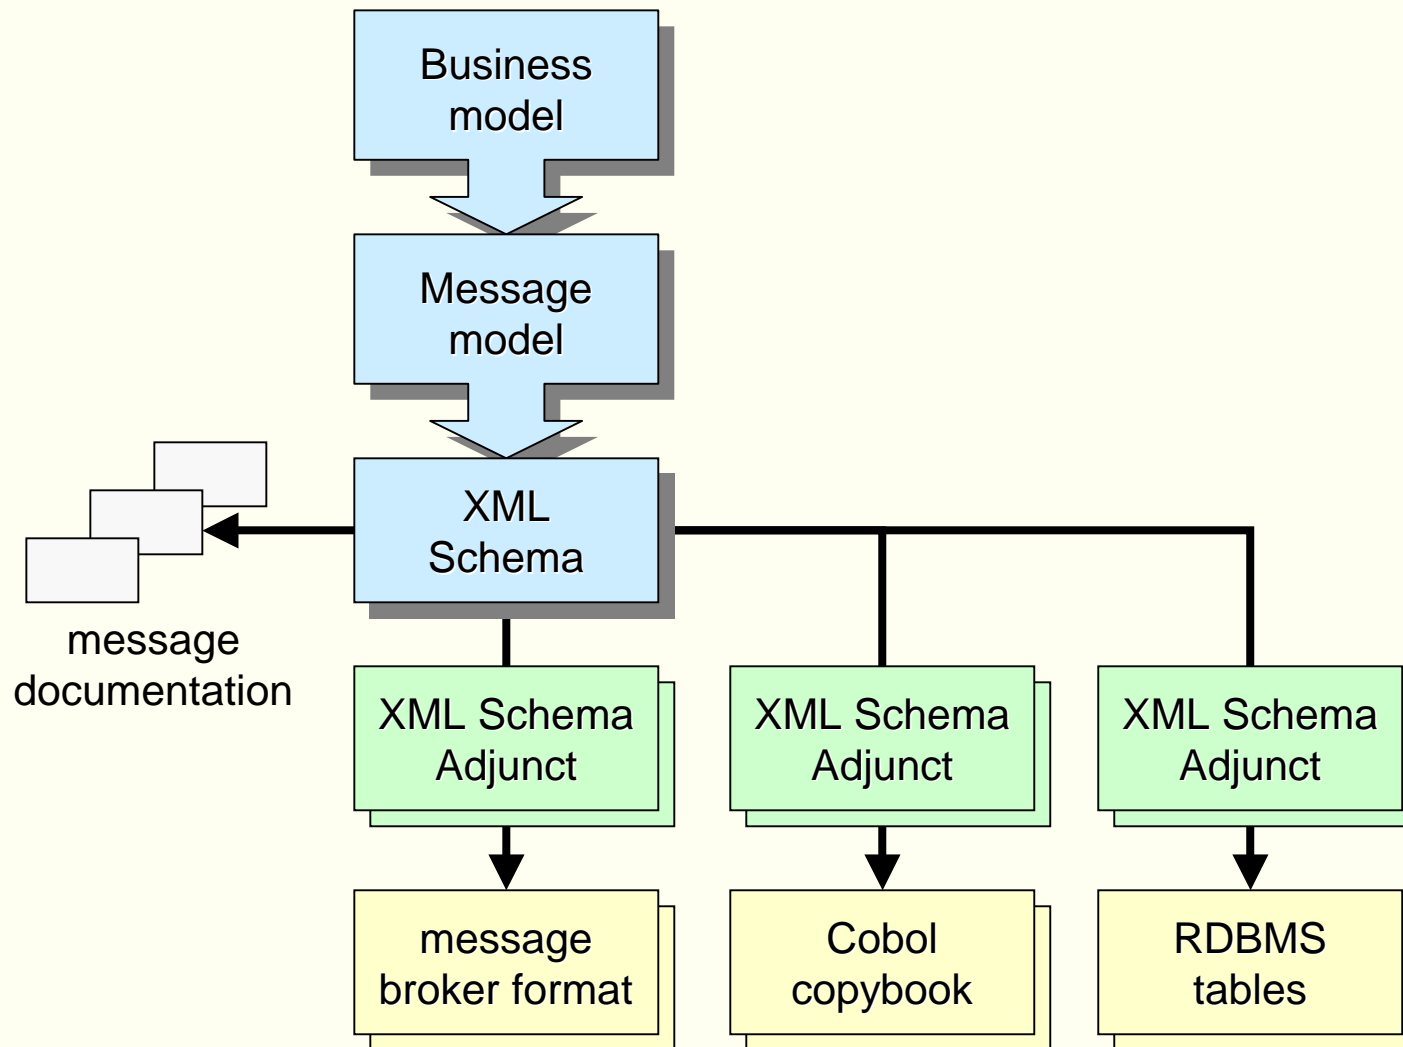 Business
model
Message
model
XML
Schema
message
documentation
XML Schema
Adjunct
XML Schema
Adjunct
XML Schema
Adjunct
message
broker format
Cobol
copybook
RDBMS
tables